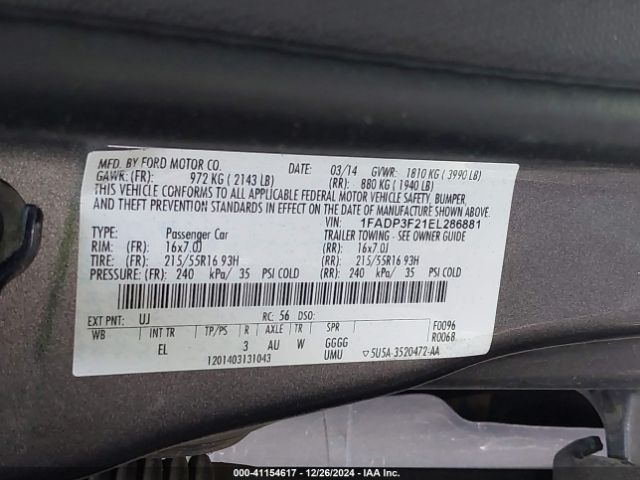 MFD. BY FORD MOTOR CO. DATE: 03/14 GVWR: 1810 KG ( 3990 LB)
GAWR: (FR): 972 KG ( 2143 LB) (RR): 880 KG ( 1940 LB)
THIS VEHICLE CONFORMS TO ALL APPLICABLE FEDERAL MOTOR VEHICLE SAFETY, BUMPER,
AND THEFT PREVENTION STANDARDS IN EFFECT ON THE DATE OF MANUFACTURE SHOWN ABOVE.
VIN: 1FADP3F21EL286881
TYPE: Passenger Car TRAILER TOWING - SEE OWNER GUIDE
RIM: (FR): 16x7.0J (RR): 16x7.0J
TIRE: (FR): 215/55R16 93H (RR): 215/55R16 93H
PRESSURE: (FR): 240 kPa/ 35 PSI COLD (RR): 240 kPa/ 35 PSI COLD
EXT PNT: UJ RC: 56 DSO:
WB INT TR TP/PS R AXLE TR SPR F0096
EL 3 AU W GGGG R0068
1201403131043 UMU 5U5A-3520472-AA
000-41154617 - 12/26/2024 - IAA Inc.